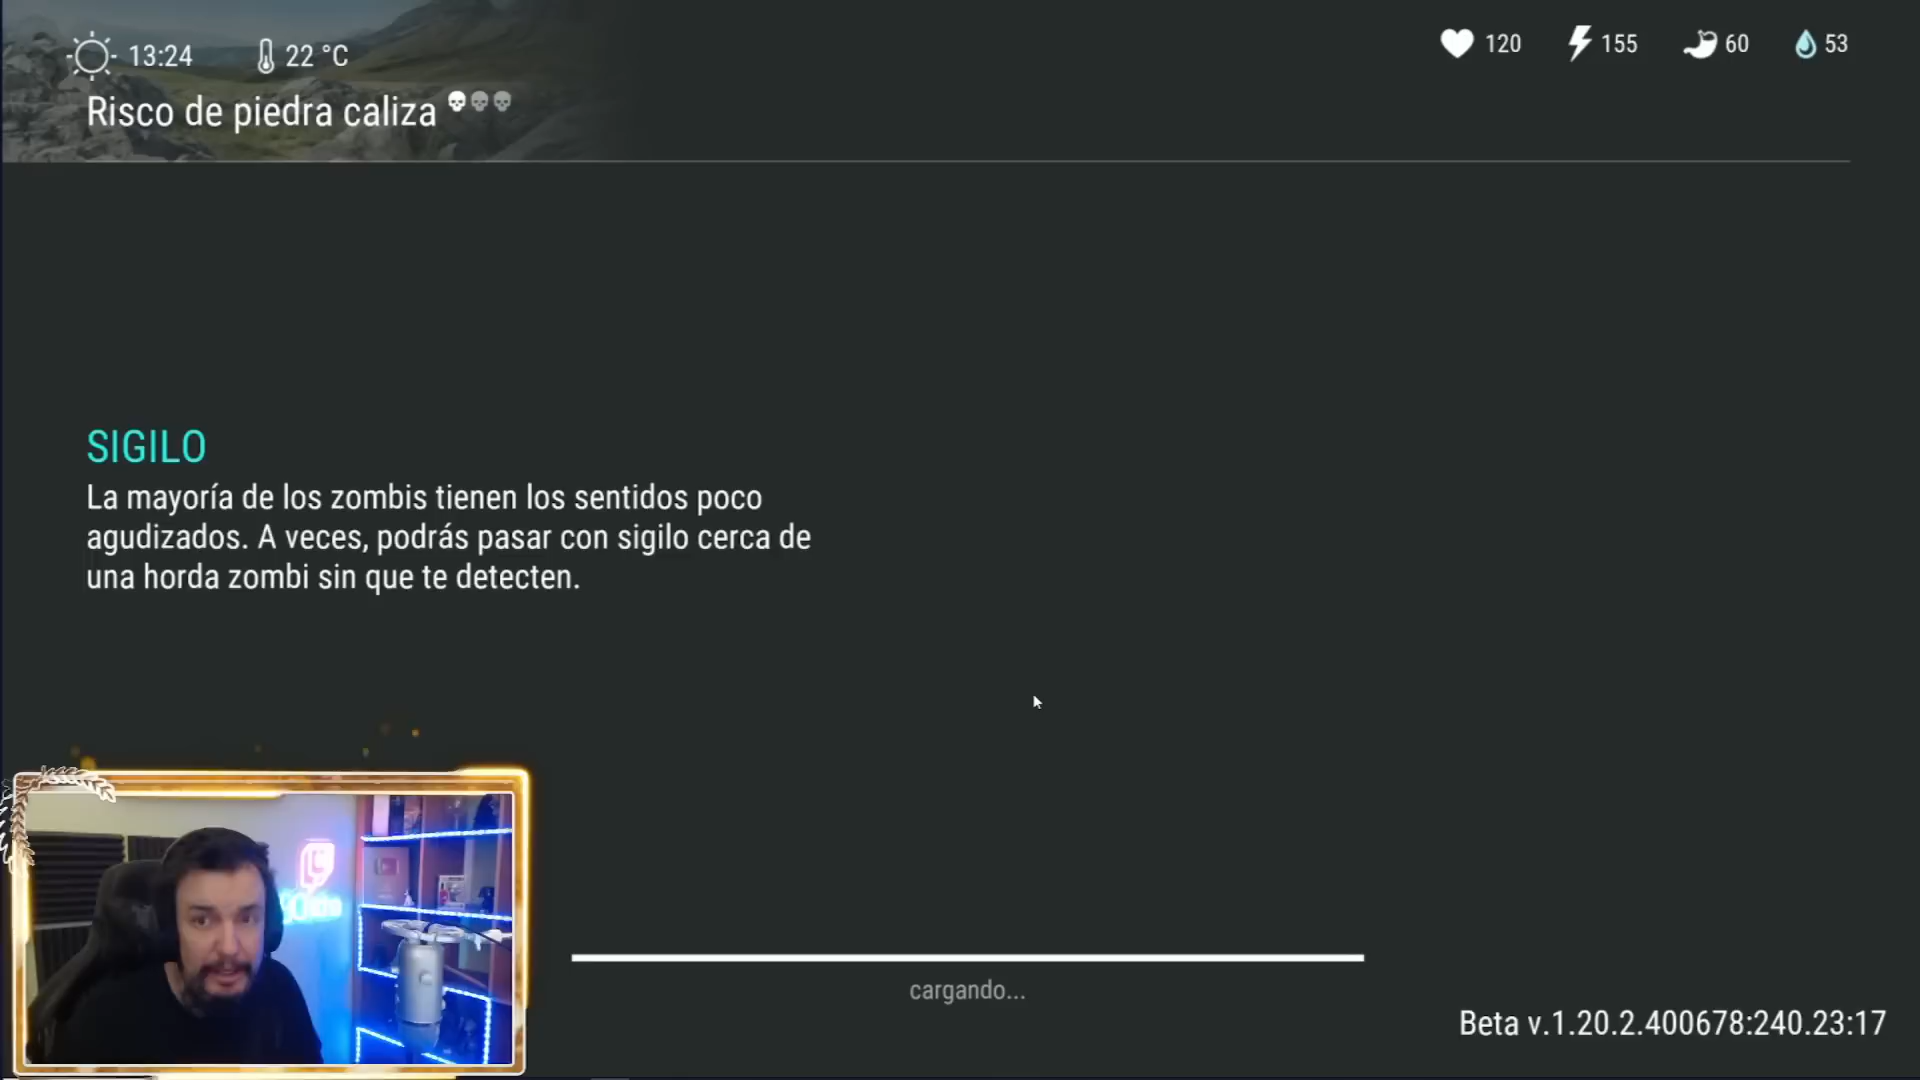 13:24
22 °C
120
155
60
53
Risco de piedra caliza
SIGILO
La mayoría de los zombis tienen los sentidos poco
agudizados. A veces, podrás pasar con sigilo cerca de
una horda zombi sin que te detecten.
cargando...
Beta v.1.20.2.400678:240.23:17